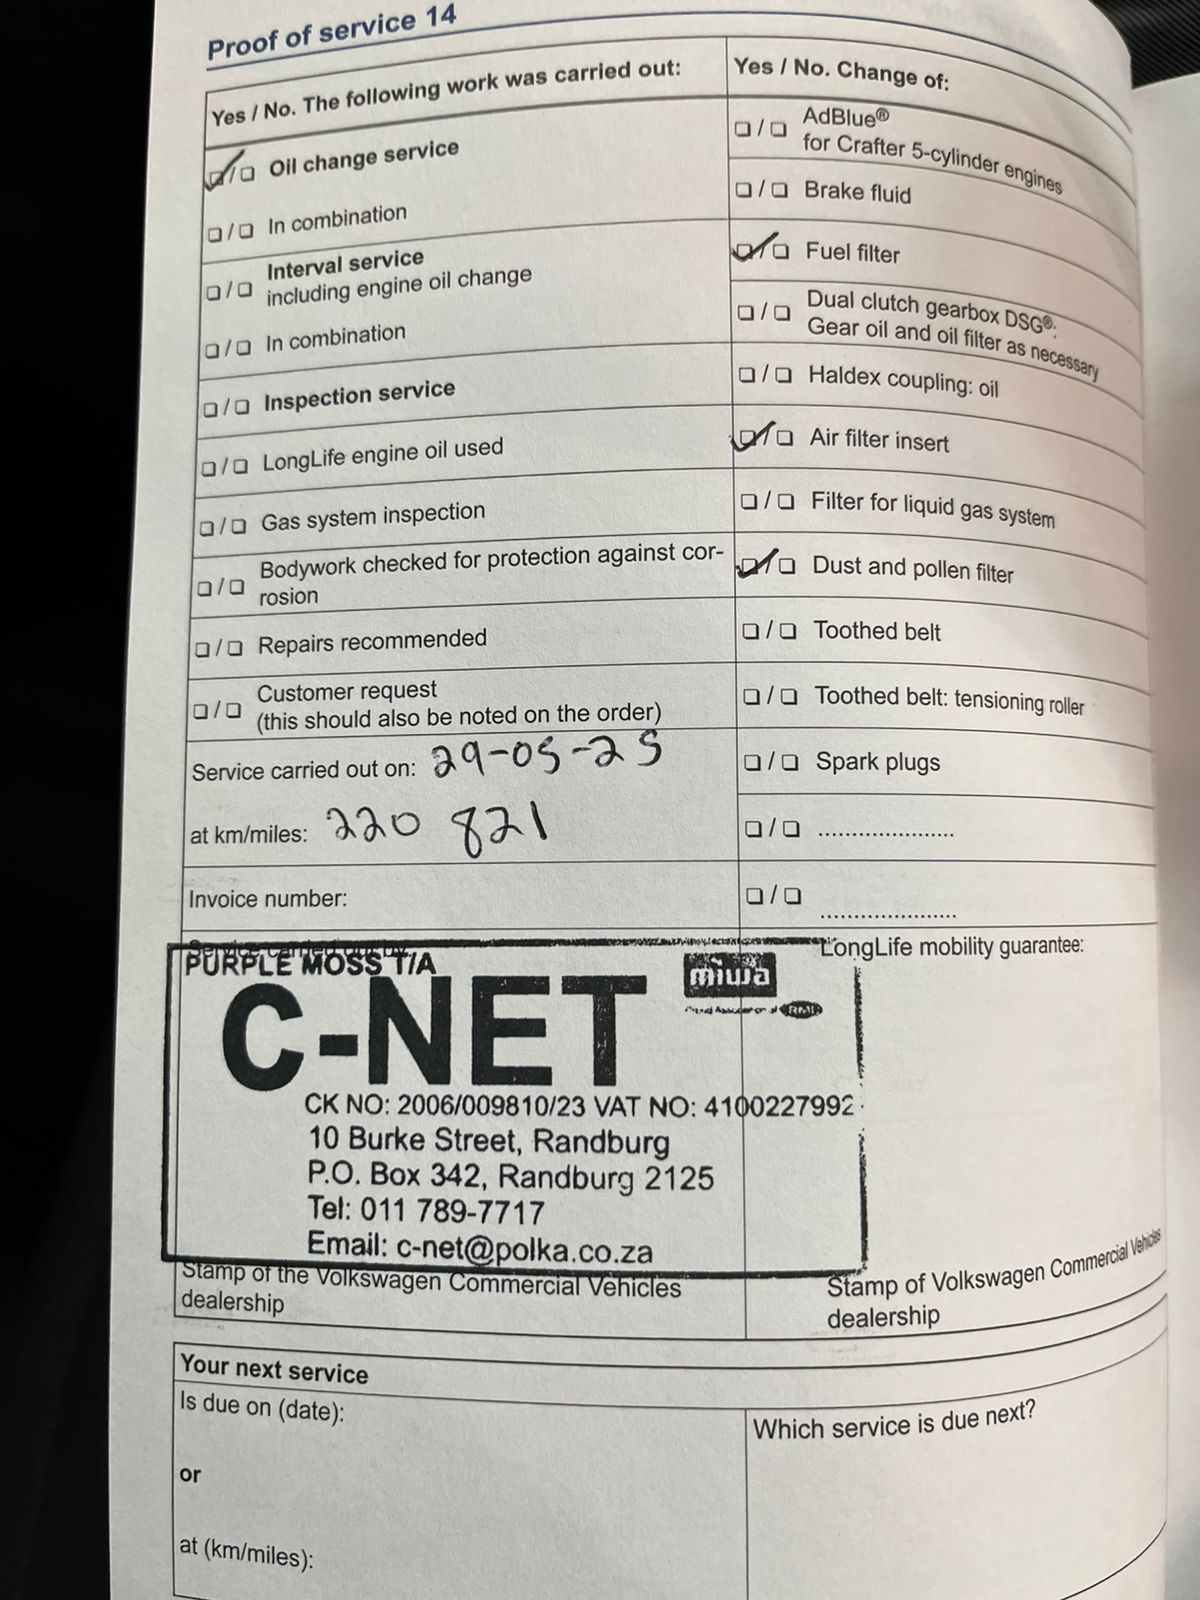 Proof of service 14
Yes / No. The following work was carried out:
❏/❏ Oil change service
❏/❏ In combination
❏/❏ Interval service
including engine oil change
❏/❏ In combination
❏/❏ Inspection service
❏/❏ LongLife engine oil used
❏/❏ Gas system inspection
❏/❏ Bodywork checked for protection against cor-
rosion
❏/❏ Repairs recommended
❏/❏ Customer request
(this should also be noted on the order)
Service carried out on: 29-05-25
at km/miles: 220 821
Invoice number:
Service carried out by:
PURPLE MOSS T/A
C-NET
miwa
RMI
CK NO: 2006/009810/23 VAT NO: 4100227992
10 Burke Street, Randburg
P.O. Box 342, Randburg 2125
Tel: 011 789-7717
Email: c-net@polka.co.za
Stamp of the Volkswagen Commercial Vehicles
dealership
Yes / No. Change of:
❏/❏ AdBlue®
for Crafter 5-cylinder engines
❏/❏ Brake fluid
❏/❏ Fuel filter
❏/❏ Dual clutch gearbox DSG®:
Gear oil and oil filter as necessary
❏/❏ Haldex coupling: oil
❏/❏ Air filter insert
❏/❏ Filter for liquid gas system
❏/❏ Dust and pollen filter
❏/❏ Toothed belt
❏/❏ Toothed belt: tensioning roller
❏/❏ Spark plugs
❏/❏ .....................
❏/❏ .....................
LongLife mobility guarantee:
Stamp of Volkswagen Commercial Vehicles
dealership
Your next service
Is due on (date):
or
at (km/miles):
Which service is due next?